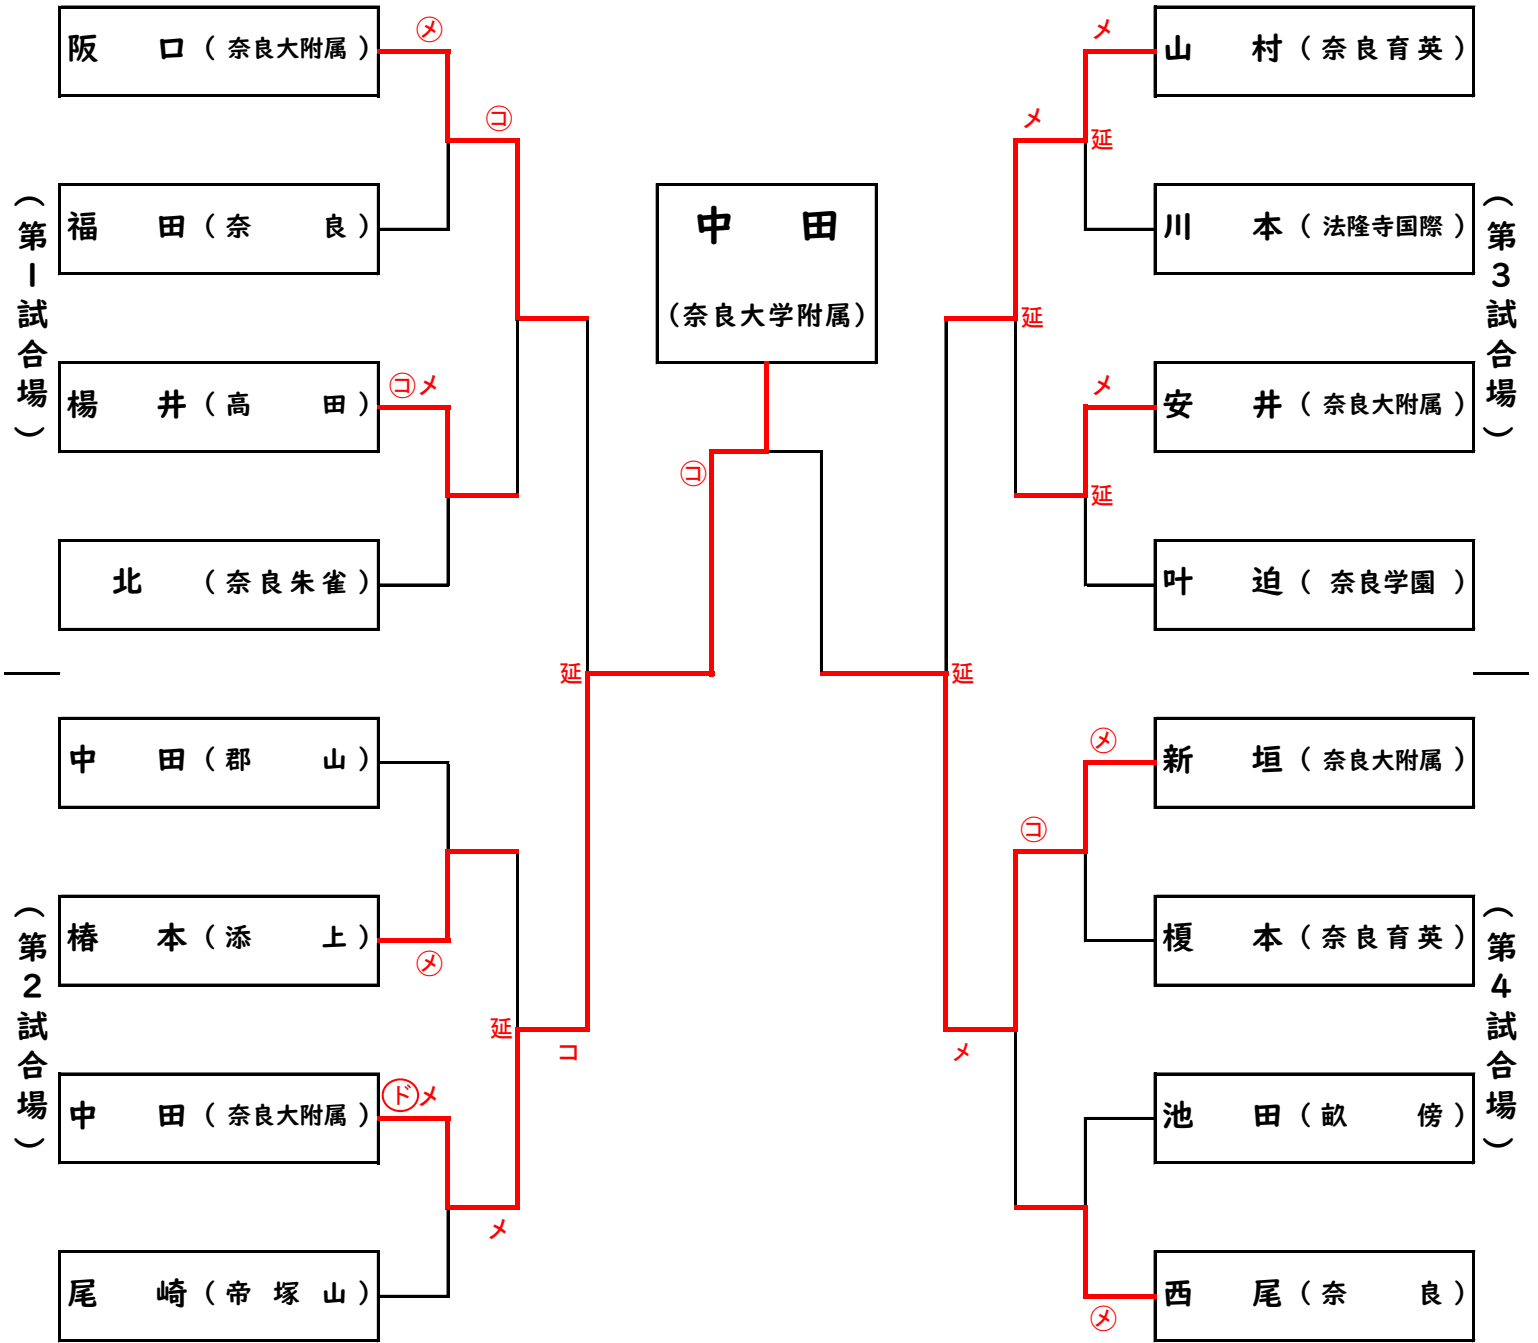 阪口（奈良大附属）
㋱
㋙
福田（奈良）
（第１試合場）
楊井（高田）
㋙メ
北（奈良朱雀）
中田（郡山）
椿本（添上）
㋱
（第２試合場）
延
コ
中田（奈良大附属）
㋣゙メ
メ
尾崎（帝塚山）
延
㋙
中田
（奈良大学附属）
メ
山村（奈良育英）
メ
延
川本（法隆寺国際）
（第３試合場）
延
メ
安井（奈良大附属）
延
叶迫（奈良学園）
延
㋱
新垣（奈良大附属）
㋙
榎本（奈良育英）
（第４試合場）
メ
池田（畝傍）
西尾（奈良）
㋱